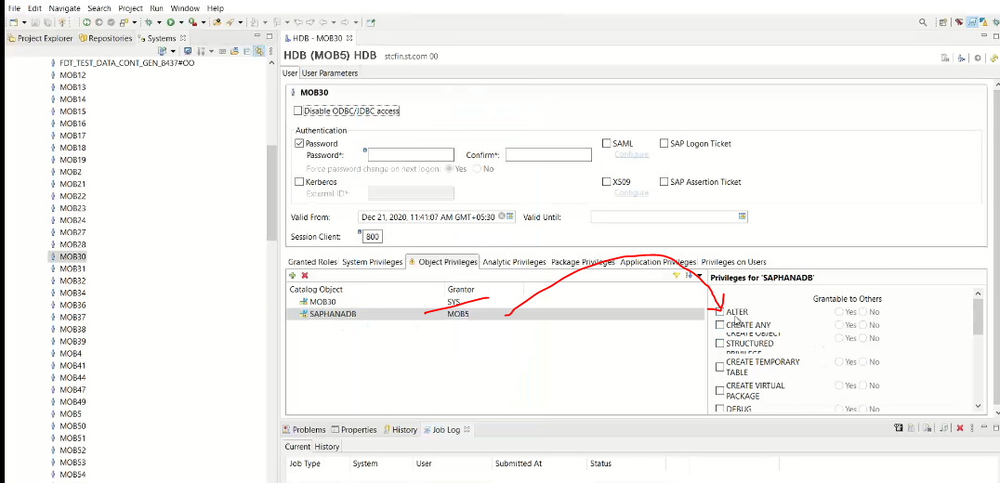 File Edit Navigate Search Project Run Window Help
Project Explorer Repositories Systems
FDT_TEST_DATA_CONT_GEN_8437#OO
MOB12
MOB13
MOB14
MOB15
MOB16
MOB17
MOB18
MOB19
MOB2
MOB21
MOB22
MOB23
MOB24
MOB27
MOB28
MOB30
MOB31
MOB32
MOB34
MOB36
MOB37
MOB38
MOB39
MOB4
MOB41
MOB44
MOB47
MOB49
MOB5
MOB50
MOB51
MOB52
MOB53
MOB54
HDB - MOB30
HDB (MOB5) HDB stcfin.st.com 00
User User Parameters
MOB30
Disable ODBC/JDBC access
Authentication
Password
Password*: Confirm*:
Force password change on next logon: Yes No
Kerberos
External ID*:
SAML SAP Logon Ticket
Configure
X509 SAP Assertion Ticket
Configure
Valid From: Dec 21, 2020, 11:41:07 AM GMT+05:30 Valid Until:
Session Client: 800
Granted Roles System Privileges Object Privileges Analytic Privileges Package Privileges Application Privileges Privileges on Users
Catalog Object Grantor
MOB30 SYS
SAPHANADB MOB5
Privileges for 'SAPHANADB'
Grantable to Others
ALTER Yes No
CREATE ANY Yes No
CREATE OBJECT Yes No
STRUCTURED
PRIVILEGE
CREATE TEMPORARY Yes No
TABLE
CREATE VIRTUAL Yes No
PACKAGE
DEBUG Yes No
Problems Properties History Job Log
Current History
Job Type System User Submitted At Status